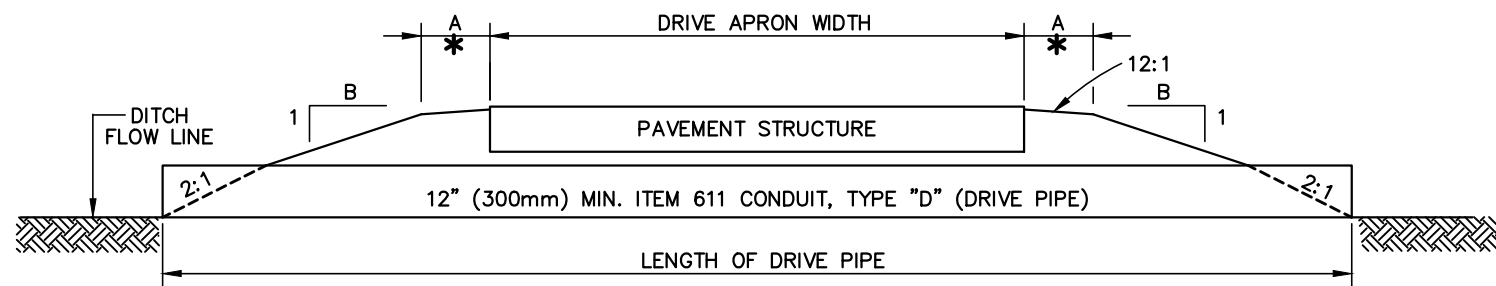 A DRIVE APRON WIDTH A
* *
12:1
B B
DITCH 1 1
FLOW LINE
PAVEMENT STRUCTURE
2:1 2:1
12" (300mm) MIN. ITEM 611 CONDUIT, TYPE "D" (DRIVE PIPE)
LENGTH OF DRIVE PIPE